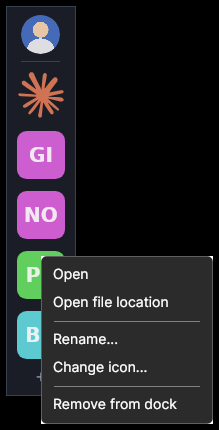 GI
NO
P
B
Open
Open file location
Rename...
Change icon...
Remove from dock